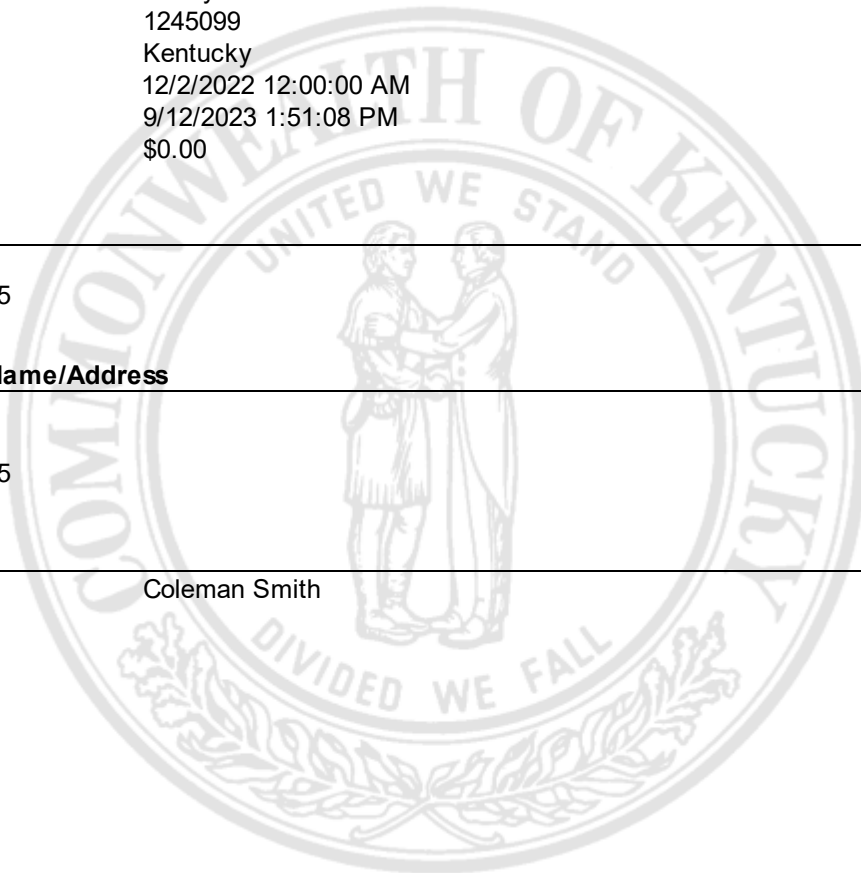 1245099
Kentucky
12/2/2022 12:00:00 AM
9/12/2023 1:51:08 PM
$0.00
5
ame/Address
5
Coleman Smith
COMMONWEALTH OF KENTUCKY
UNITED WE STAND
DIVIDED WE FALL